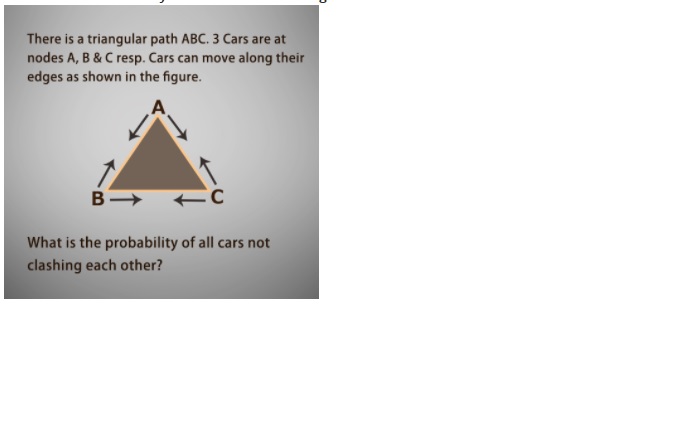 There is a triangular path ABC. 3 Cars are at
nodes A, B & C resp. Cars can move along their
edges as shown in the figure.
A
B
C
What is the probability of all cars not
clashing each other?